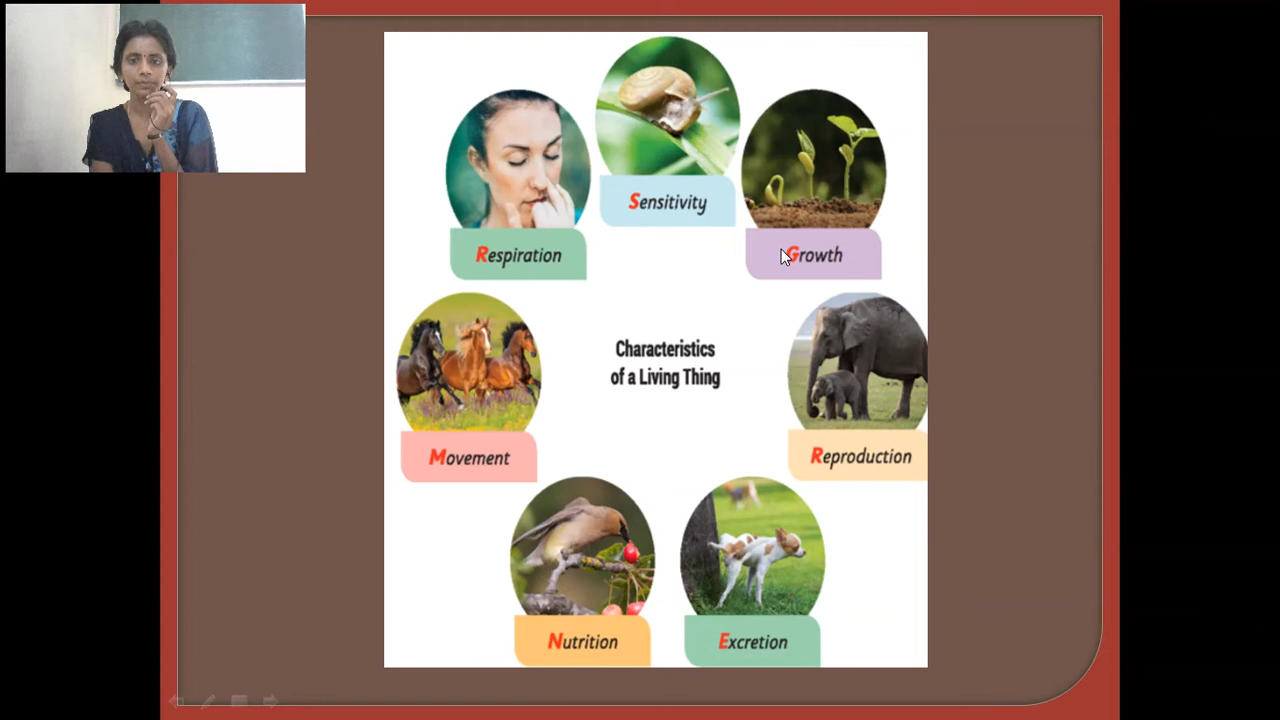 Sensitivity
Respiration
Growth
Characteristics
of a Living Thing
Movement
Reproduction
Nutrition
Excretion